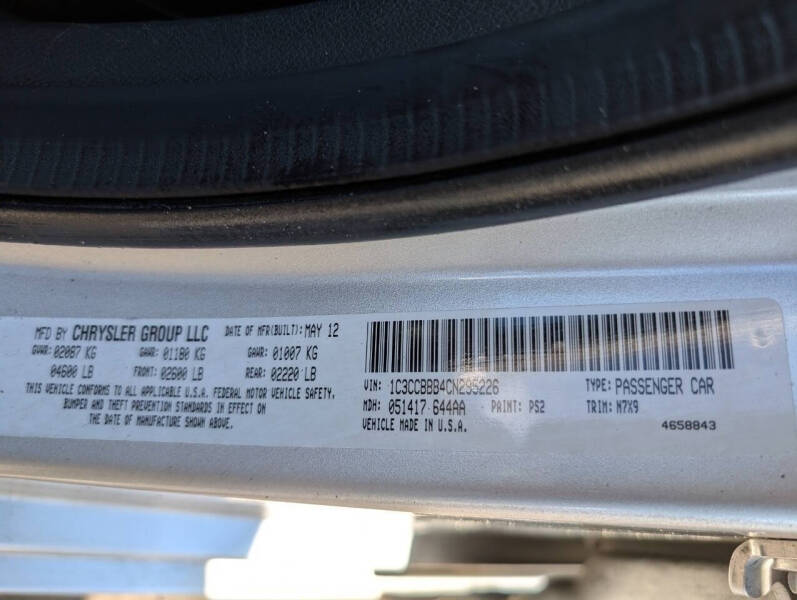 MFD BY CHRYSLER GROUP LLC DATE OF MFR(BUILT): MAY 12
GVWR: 02087 KG GAWR: 01180 KG GAWR: 01007 KG
04600 LB FRONT: 02600 LB REAR: 02220 LB
THIS VEHICLE CONFORMS TO ALL APPLICABLE U.S.A. FEDERAL MOTOR VEHICLE SAFETY,
BUMPER AND THEFT PREVENTION STANDARDS IN EFFECT ON
THE DATE OF MANUFACTURE SHOWN ABOVE.
VIN: 1C3CCBBB4CN295226 TYPE: PASSENGER CAR
MDH: 051417 644AA PAINT: PS2 TRIM: N7X9
VEHICLE MADE IN U.S.A. 4658843